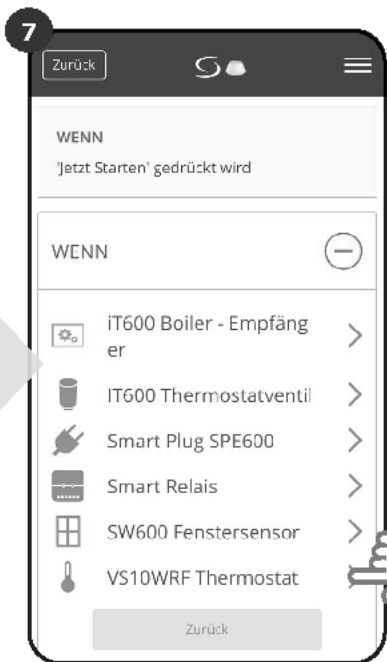 7
Zurück
WENN
'Jetzt Starten' gedrückt wird
WENN
iT600 Boiler - Empfäng
er
IT600 Thermostatventil
Smart Plug SPE600
Smart Relais
SW600 Fenstersensor
VS10WRF Thermostat
Zurück